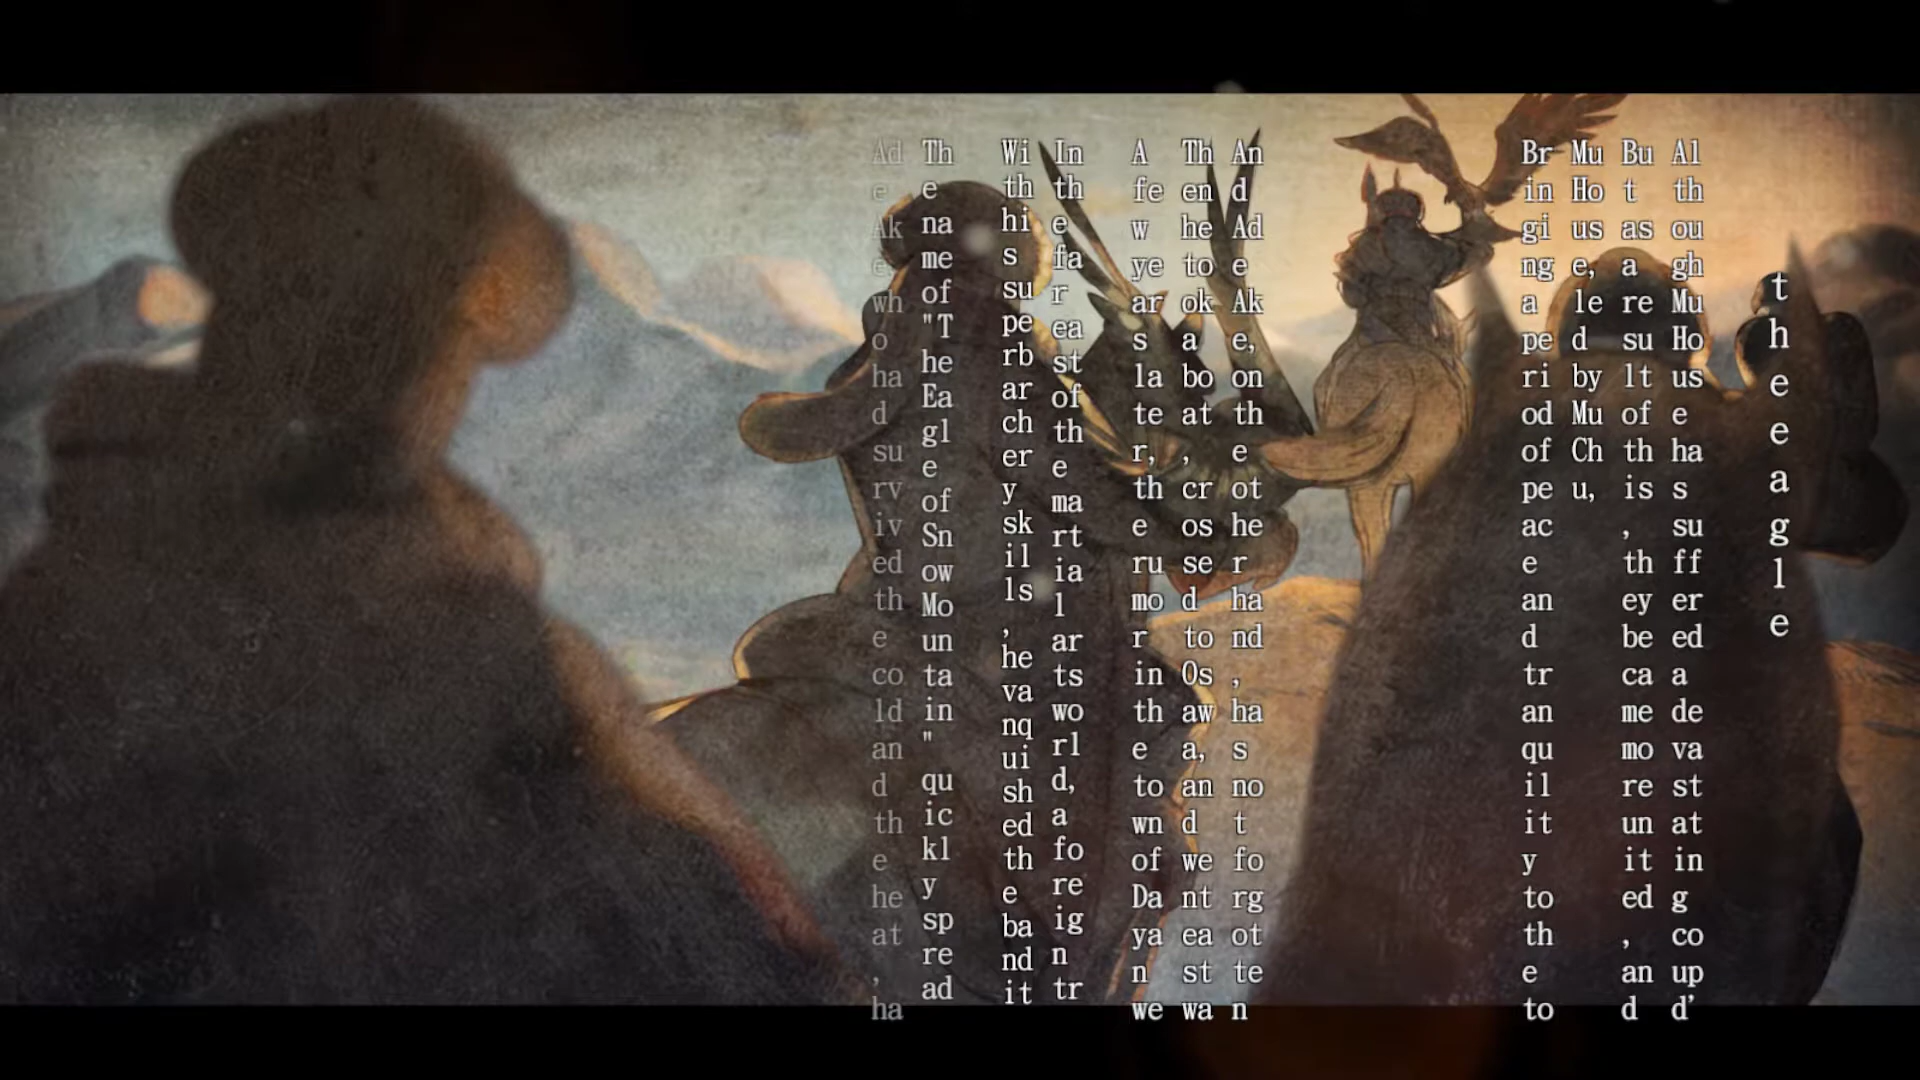 the eagle
Although Mu House has suffered a devastating coup d'
But as a result of this, they became more united, and
Mu House, led by Mu Chu,
Bringing a period of peace and tranquility to the to
And Ade Ake, on the other hand, has not forgotten
Then he took a boat, crossed to Osawa, and went east wa
A few years later, the rumor in the town of Dayan we
In the far east of the martial arts world, a foreign tr
With his superb archery skills, he vanquished the bandit
The name of "The Eagle of Snow Mountain" quickly spread
Ade Ake, who had survived the cold and the heat, ha